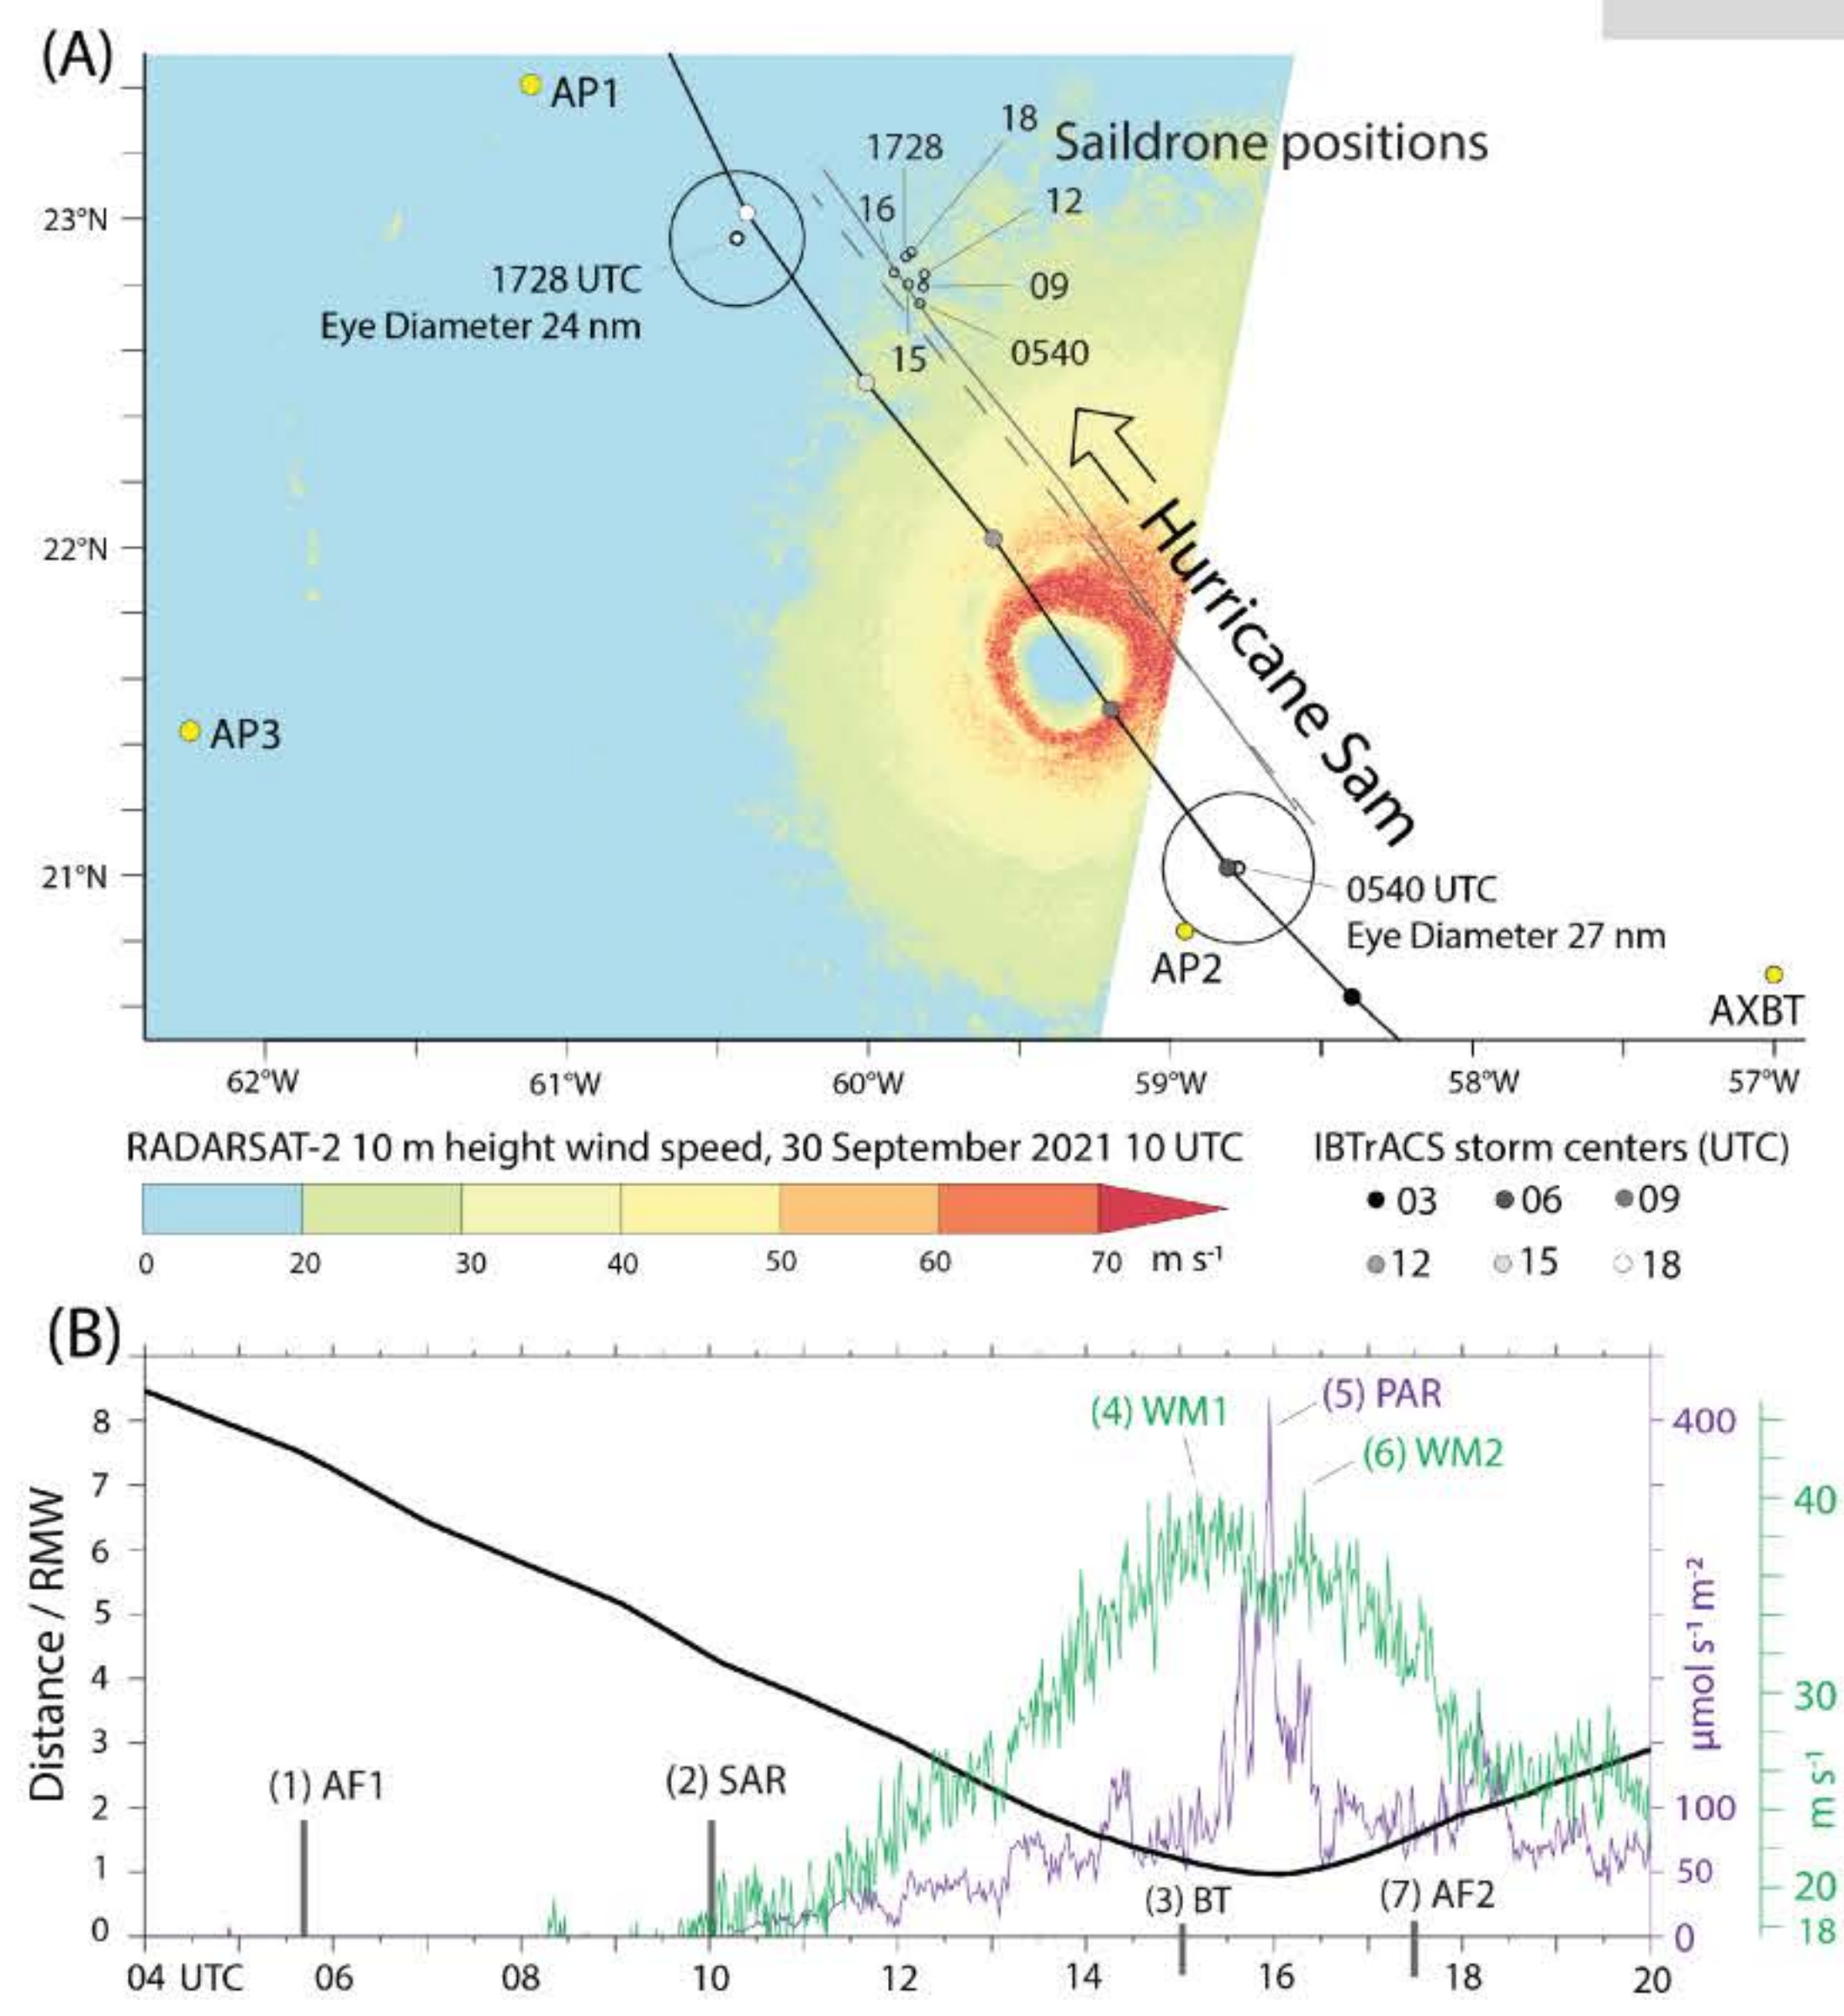 (A)
AP1
18
Saildrone positions
1728
16
12
23°N
1728 UTC
Eye Diameter 24 nm
09
15
0540
22°N
Hurricane Sam
AP3
21°N
0540 UTC
Eye Diameter 27 nm
AP2
AXBT
62°W 61°W 60°W 59°W 58°W 57°W
RADARSAT-2 10 m height wind speed, 30 September 2021 10 UTC
0 20 30 40 50 60 70 m s⁻¹
IBTrACS storm centers (UTC)
03 06 09
12 15 18
(B)
(5) PAR
(4) WM1
(6) WM2
(1) AF1
(2) SAR
(3) BT
(7) AF2
Distance / RMW
8
7
6
5
4
3
2
1
0
400
100
50
0
μmol s⁻¹ m⁻²
40
30
20
18
m s⁻¹
04 UTC 06 08 10 12 14 16 18 20